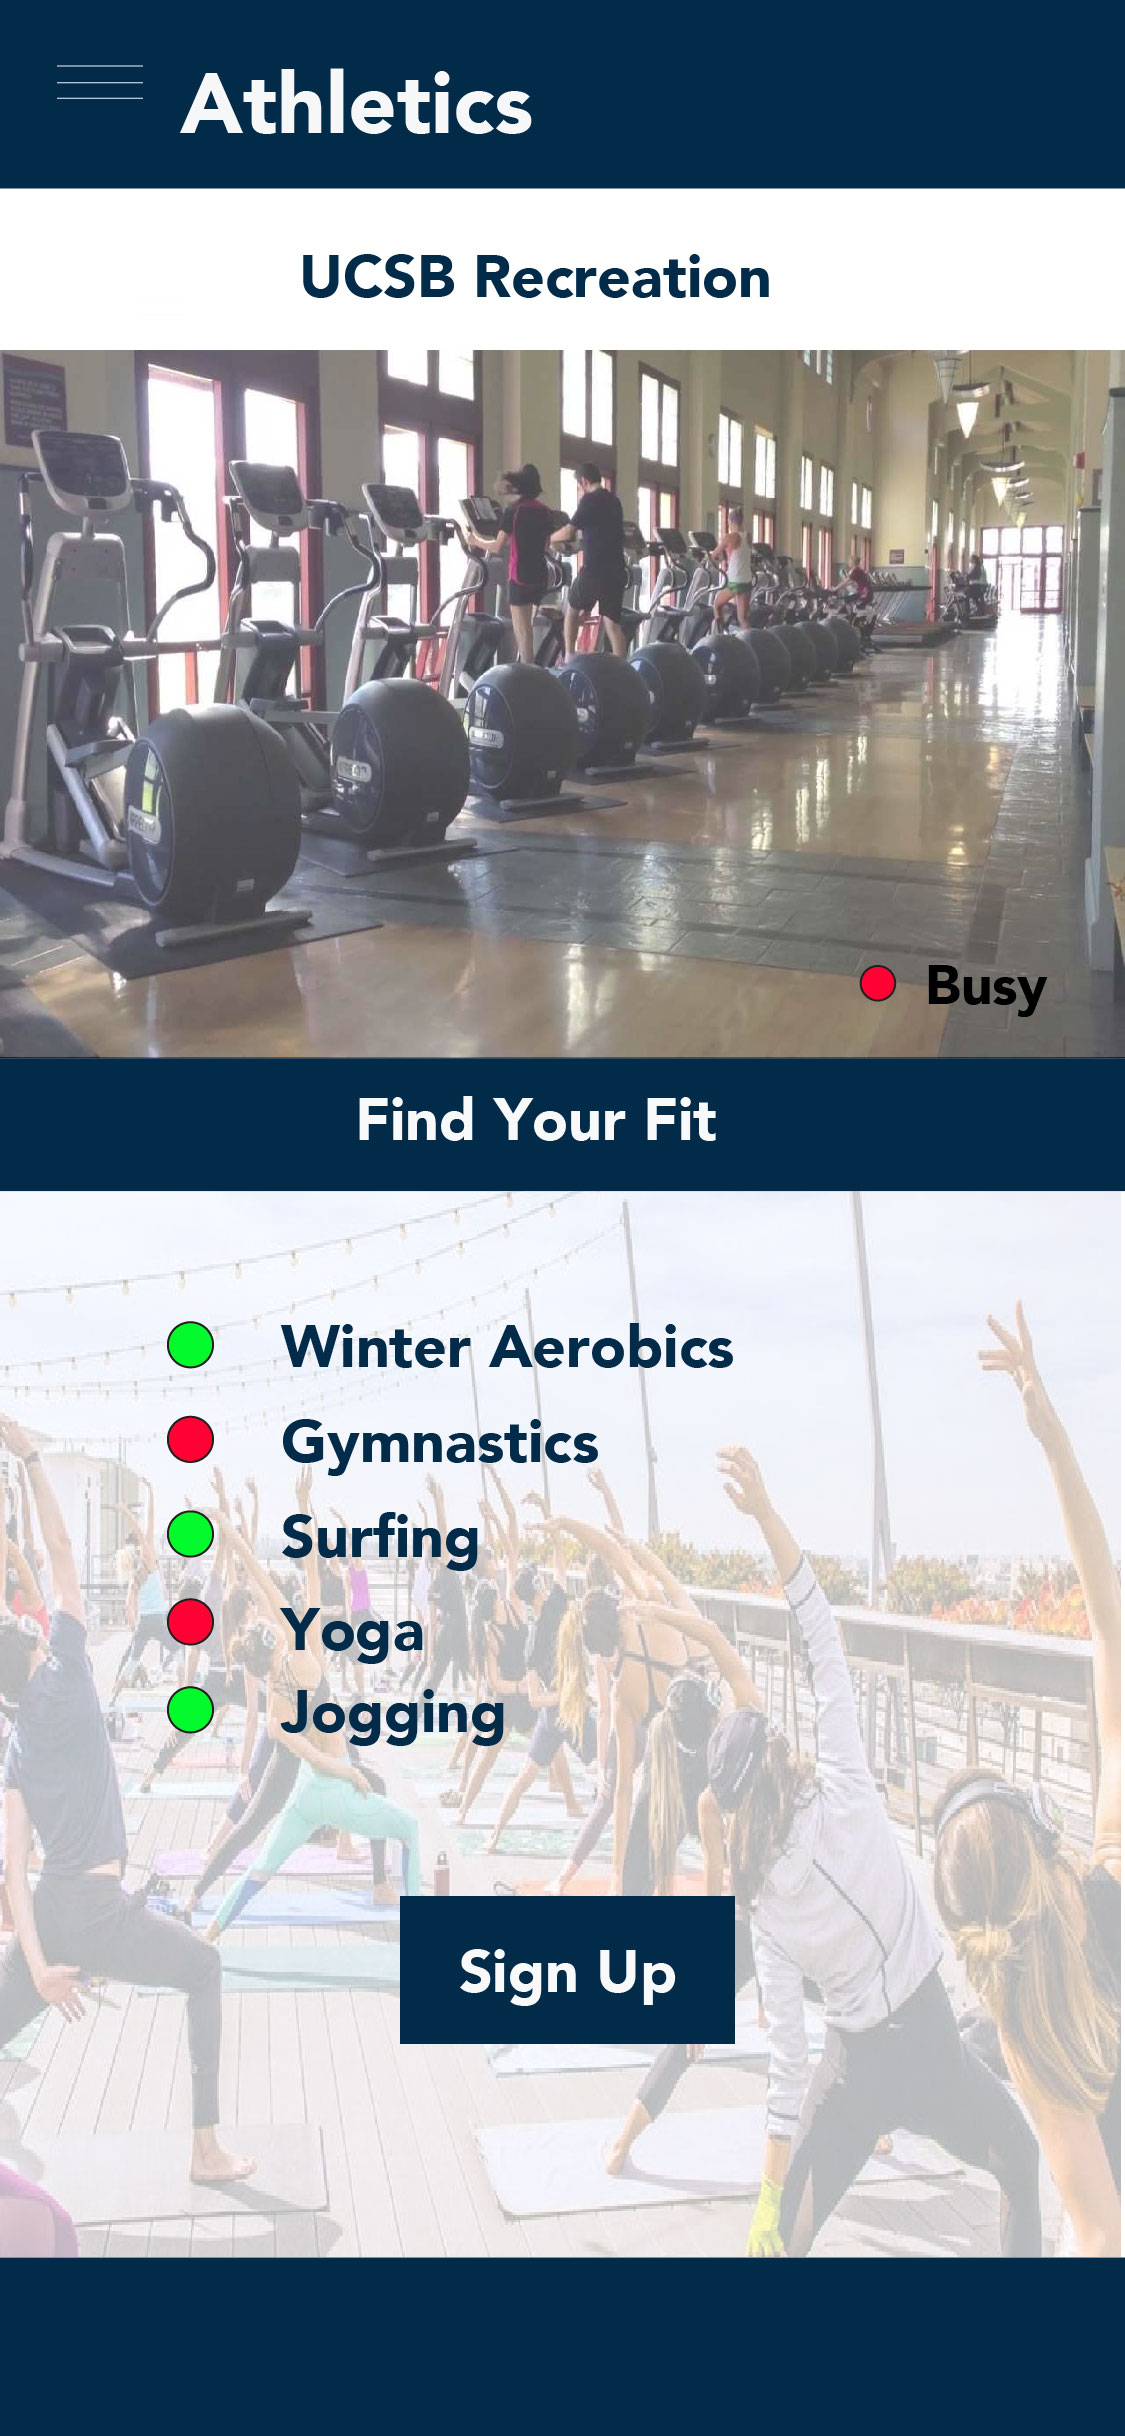 Athletics
UCSB Recreation
Busy
Find Your Fit
Winter Aerobics
Gymnastics
Surfing
Yoga
Jogging
Sign Up